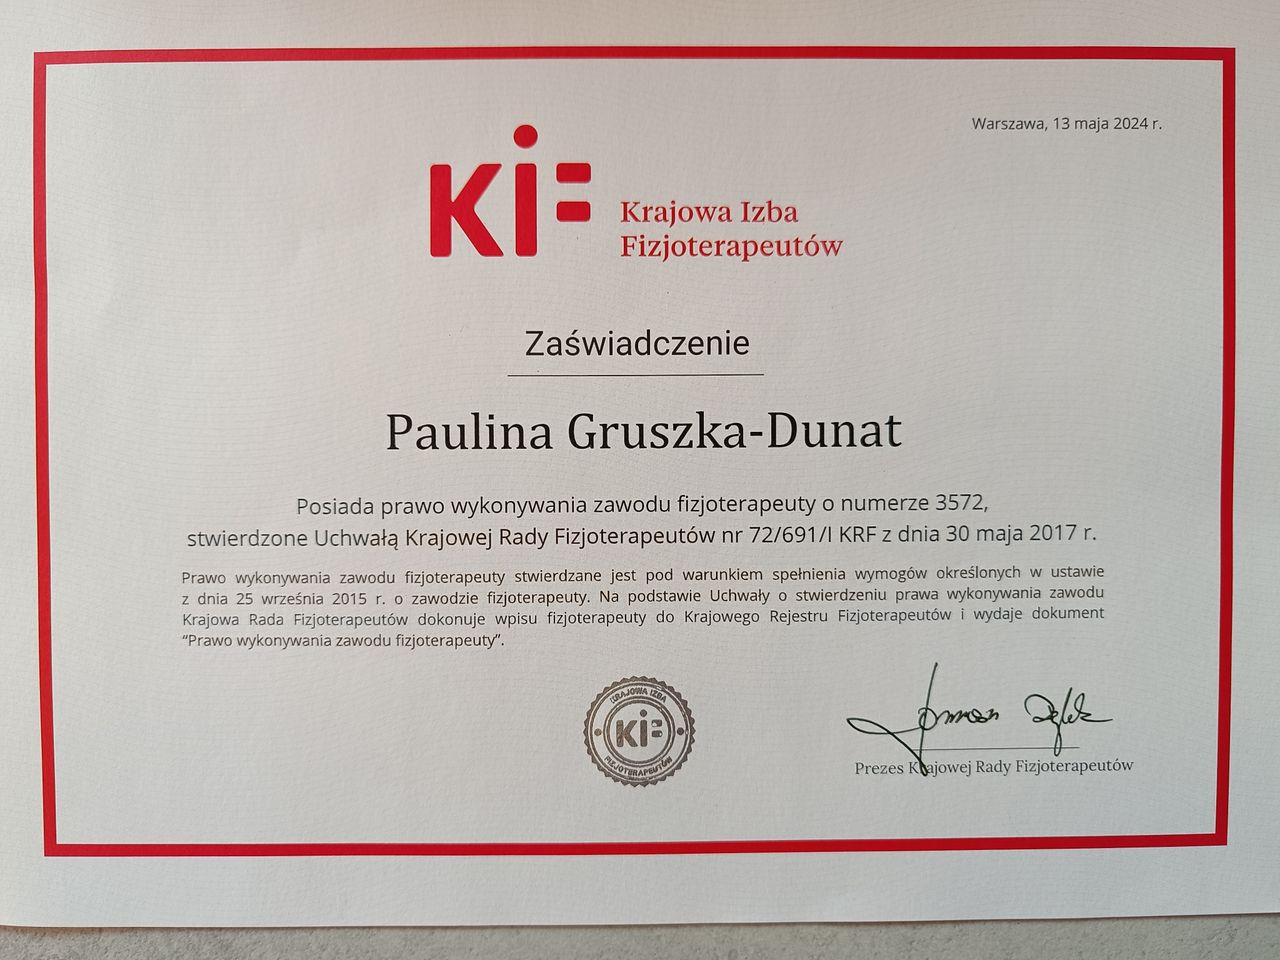 Warszawa, 13 maja 2024 r.
KIF
Krajowa Izba
Fizjoterapeutów
Zaświadczenie
Paulina Gruszka-Dunat
Posiada prawo wykonywania zawodu fizjoterapeuty o numerze 3572,
stwierdzone Uchwałą Krajowej Rady Fizjoterapeutów nr 72/691/I KRF z dnia 30 maja 2017 r.
Prawo wykonywania zawodu fizjoterapeuty stwierdzane jest pod warunkiem spełnienia wymogów określonych w ustawie
z dnia 25 września 2015 r. o zawodzie fizjoterapeuty. Na podstawie Uchwały o stwierdzeniu prawa wykonywania zawodu
Krajowa Rada Fizjoterapeutów dokonuje wpisu fizjoterapeuty do Krajowego Rejestru Fizjoterapeutów i wydaje dokument
“Prawo wykonywania zawodu fizjoterapeuty”.
KRAJOWA IZBA
KIF
FIZJOTERAPEUTÓW
Prezes Krajowej Rady Fizjoterapeutów